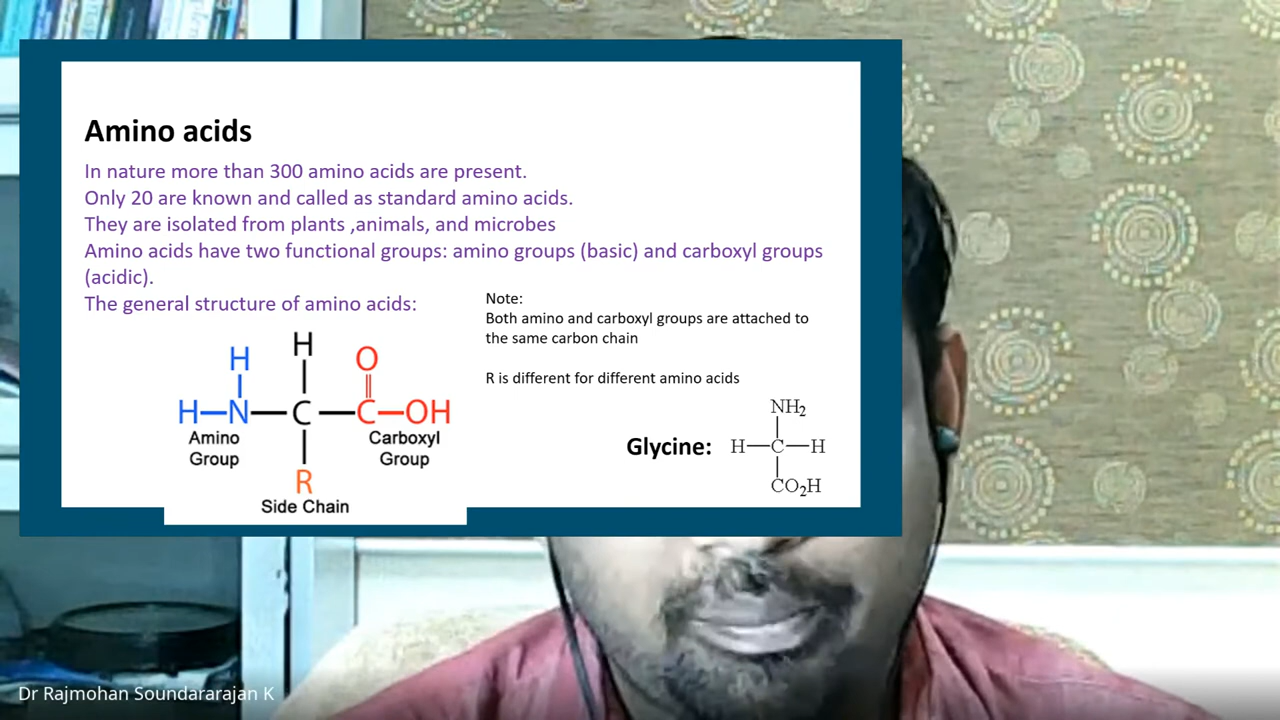 Amino acids
In nature more than 300 amino acids are present.
Only 20 are known and called as standard amino acids.
They are isolated from plants ,animals, and microbes
Amino acids have two functional groups: amino groups (basic) and carboxyl groups
(acidic).
The general structure of amino acids:
Note:
Both amino and carboxyl groups are attached to
the same carbon chain
R is different for different amino acids
H
H
O
H—N—C—C—OH
Amino
Group
Carboxyl
Group
R
Side Chain
Glycine:
NH₂
H—C—H
CO₂H
Dr Rajmohan Soundararajan K